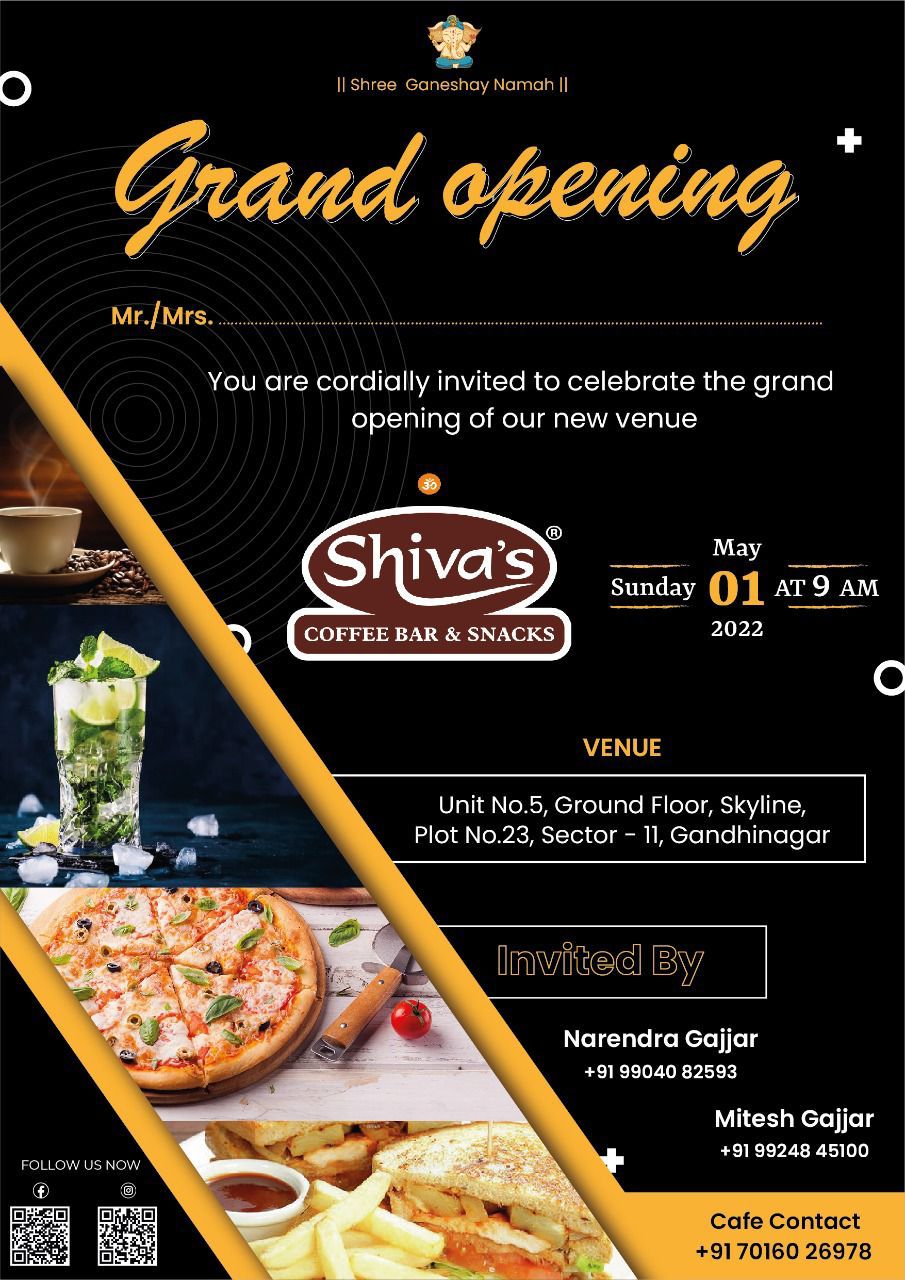 || Shree Ganeshay Namah ||
Grand opening
Mr./Mrs. ........................................................................
You are cordially invited to celebrate the grand
opening of our new venue
ॐ
Shiva's ®
COFFEE BAR & SNACKS
May
Sunday 01 AT 9 AM
2022
VENUE
Unit No.5, Ground Floor, Skyline,
Plot No.23, Sector - 11, Gandhinagar
Invited By
Narendra Gajjar
+91 99040 82593
Mitesh Gajjar
+91 99248 45100
FOLLOW US NOW
Cafe Contact
+91 70160 26978